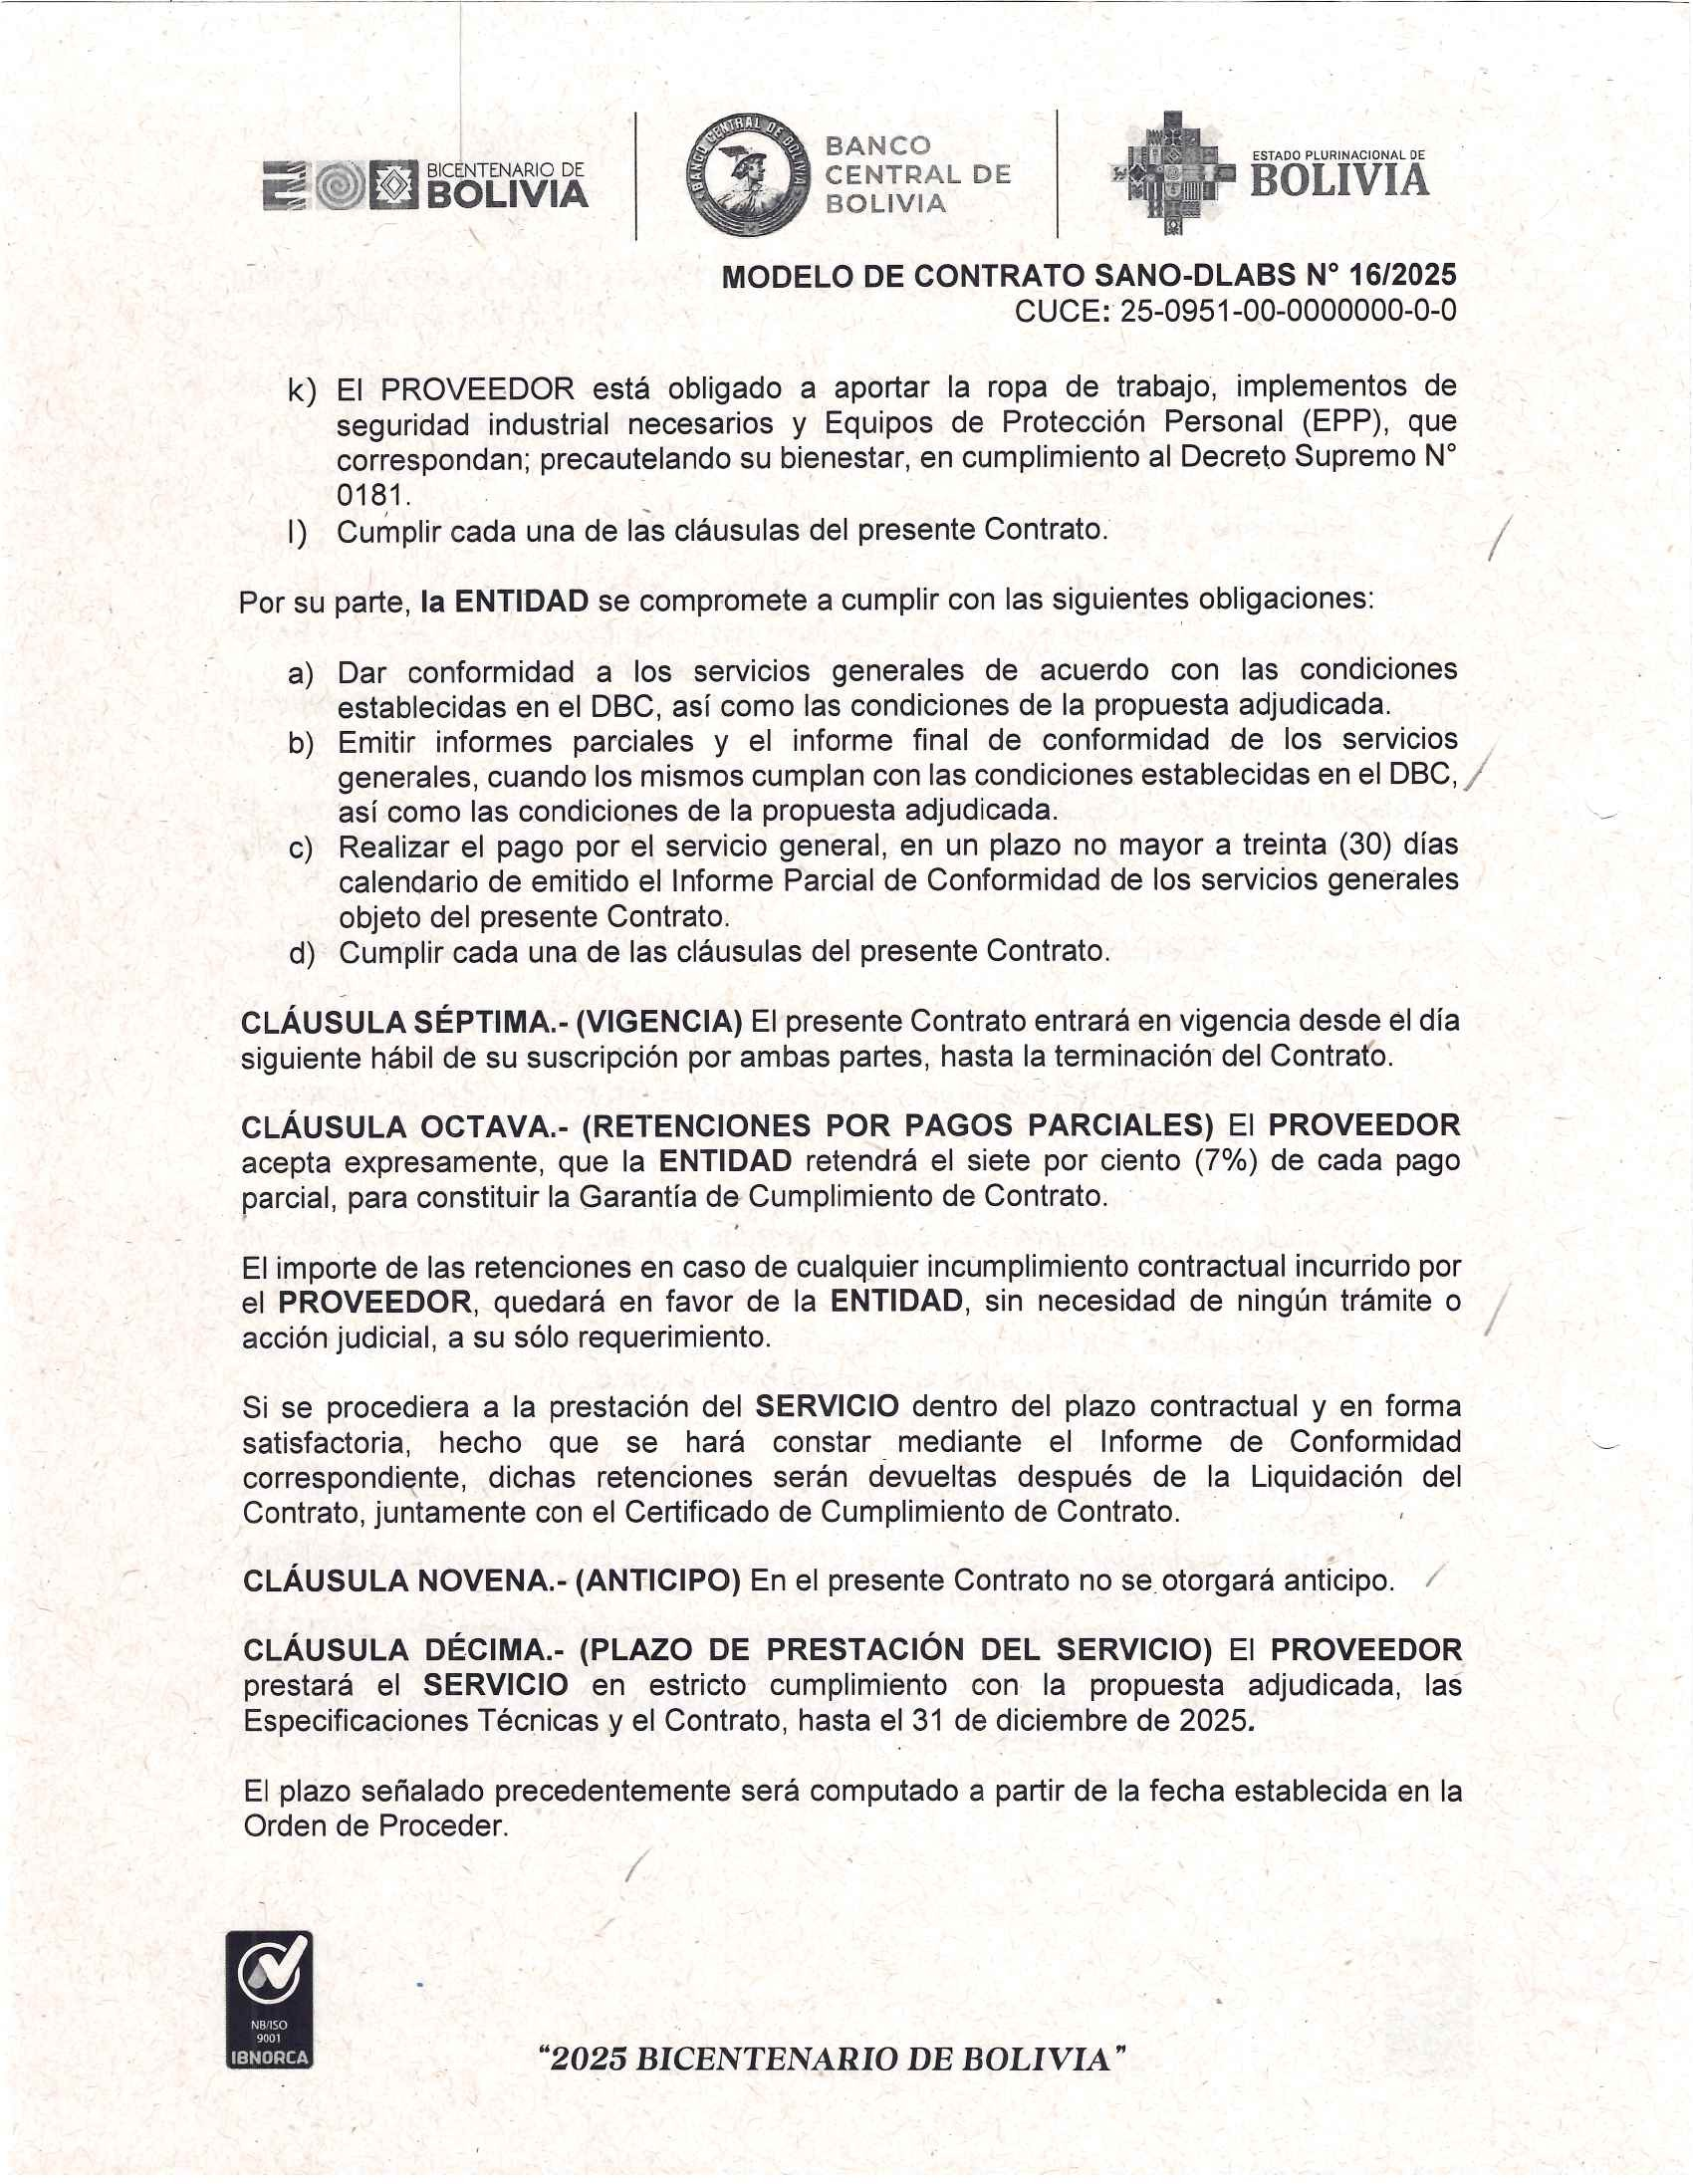 BICENTENARIO DE
BOLIVIA
BANCO CENTRAL DE BOLIVIA
BANCO
CENTRAL DE
BOLIVIA
ESTADO PLURINACIONAL DE
BOLIVIA
MODELO DE CONTRATO SANO-DLABS N° 16/2025
CUCE: 25-0951-00-0000000-0-0
k) El PROVEEDOR está obligado a aportar la ropa de trabajo, implementos de
seguridad industrial necesarios y Equipos de Protección Personal (EPP), que
correspondan; precautelando su bienestar, en cumplimiento al Decreto Supremo N°
0181.
l) Cumplir cada una de las cláusulas del presente Contrato.
Por su parte, la ENTIDAD se compromete a cumplir con las siguientes obligaciones:
a) Dar conformidad a los servicios generales de acuerdo con las condiciones
establecidas en el DBC, así como las condiciones de la propuesta adjudicada.
b) Emitir informes parciales y el informe final de conformidad de los servicios
generales, cuando los mismos cumplan con las condiciones establecidas en el DBC,
así como las condiciones de la propuesta adjudicada.
c) Realizar el pago por el servicio general, en un plazo no mayor a treinta (30) días
calendario de emitido el Informe Parcial de Conformidad de los servicios generales
objeto del presente Contrato.
d) Cumplir cada una de las cláusulas del presente Contrato.
CLÁUSULA SÉPTIMA.- (VIGENCIA) El presente Contrato entrará en vigencia desde el día
siguiente hábil de su suscripción por ambas partes, hasta la terminación del Contrato.
CLÁUSULA OCTAVA.- (RETENCIONES POR PAGOS PARCIALES) El PROVEEDOR
acepta expresamente, que la ENTIDAD retendrá el siete por ciento (7%) de cada pago
parcial, para constituir la Garantía de Cumplimiento de Contrato.
El importe de las retenciones en caso de cualquier incumplimiento contractual incurrido por
el PROVEEDOR, quedará en favor de la ENTIDAD, sin necesidad de ningún trámite o
acción judicial, a su sólo requerimiento.
Si se procediera a la prestación del SERVICIO dentro del plazo contractual y en forma
satisfactoria, hecho que se hará constar mediante el Informe de Conformidad
correspondiente, dichas retenciones serán devueltas después de la Liquidación del
Contrato, juntamente con el Certificado de Cumplimiento de Contrato.
CLÁUSULA NOVENA.- (ANTICIPO) En el presente Contrato no se otorgará anticipo.
CLÁUSULA DÉCIMA.- (PLAZO DE PRESTACIÓN DEL SERVICIO) El PROVEEDOR
prestará el SERVICIO en estricto cumplimiento con la propuesta adjudicada, las
Especificaciones Técnicas y el Contrato, hasta el 31 de diciembre de 2025.
El plazo señalado precedentemente será computado a partir de la fecha establecida en la
Orden de Proceder.
NB/ISO
9001
IBNORCA
"2025 BICENTENARIO DE BOLIVIA"